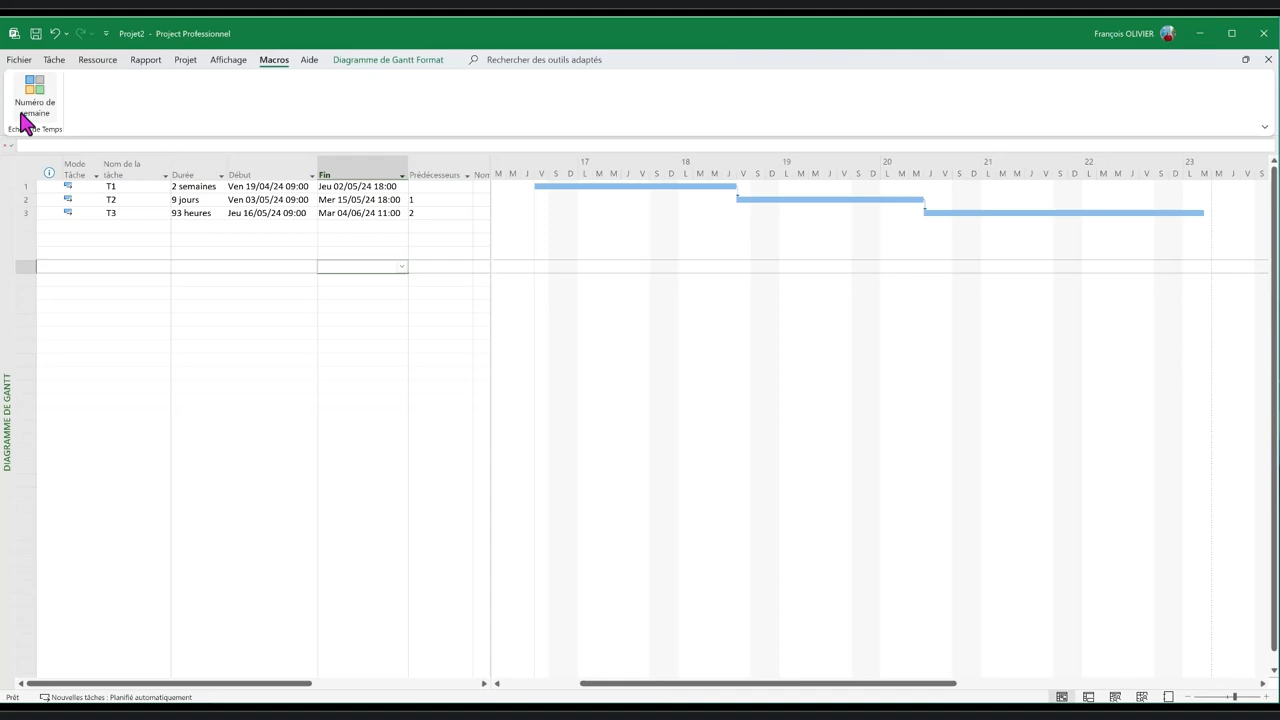 Projet2 - Project Professionnel
François OLIVIER
Fichier Tâche Ressource Rapport Projet Affichage Macros Aide Diagramme de Gantt Format Rechercher des outils adaptés
Numéro de
semaine
de Temps
Mode Tâche Nom de la tâche Durée Début Fin Prédécesseurs Nom
17 18 19 20 21 22 23
M M J V S D L M M J V S D L M M J V S D L M M J V S D L M M J V S D L M M J V S D L M M J V S D L M M J V S
1 T1 2 semaines Ven 19/04/24 09:00 Jeu 02/05/24 18:00
2 T2 9 jours Ven 03/05/24 09:00 Mer 15/05/24 18:00 1
3 T3 93 heures Jeu 16/05/24 09:00 Mar 04/06/24 11:00 2
DIAGRAMME DE GANTT
Prêt Nouvelles tâches : Planifié automatiquement